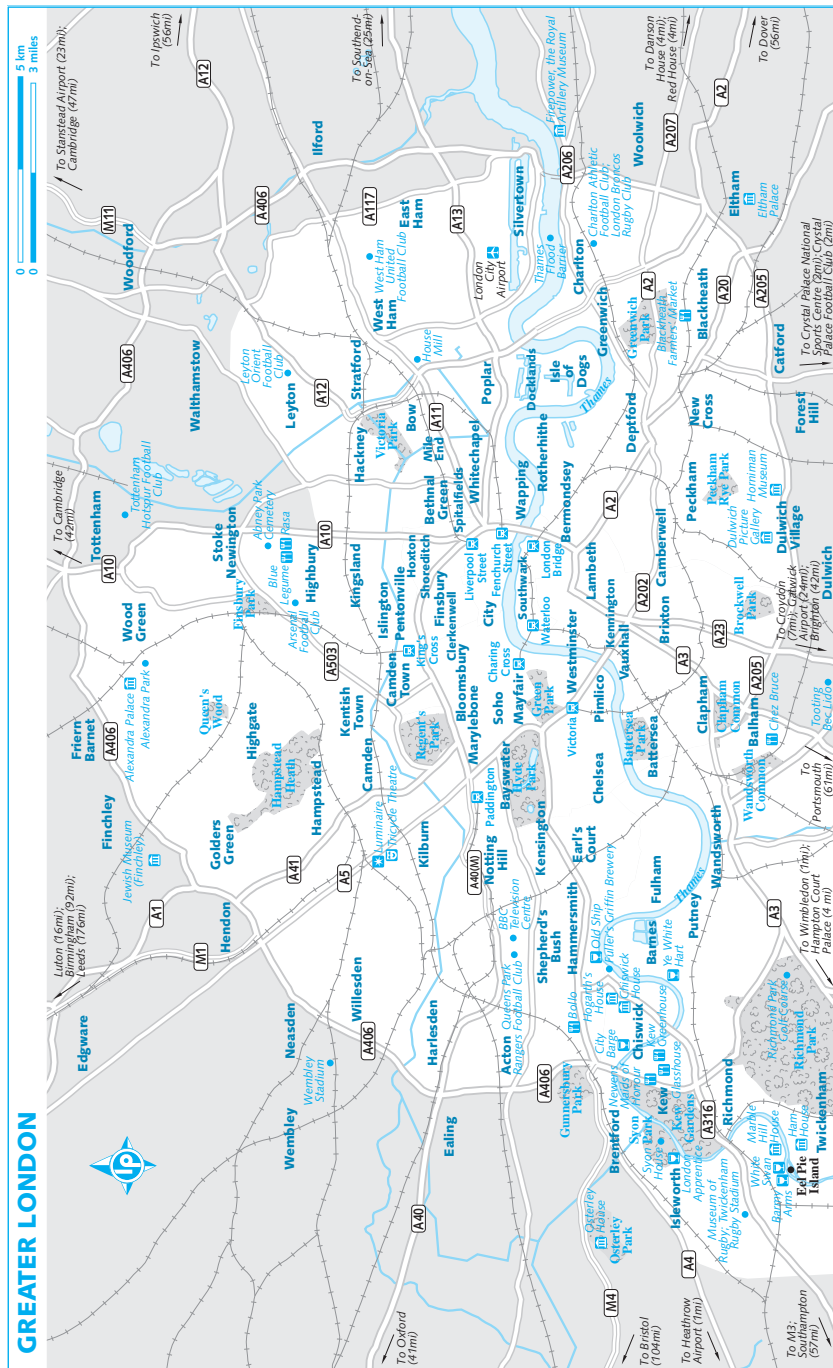 GREATER LONDON
0
5 km
0
3 miles
LP
Luton (16mi);
Birmingham (92mi);
Leeds (176mi)
To Cambridge
(42mi)
To Stanstead Airport (23mi);
Cambridge (47mi)
To Ipswich
(56mi)
To Southend-
on-Sea (25mi)
To Danson
House (4mi);
Red House (4mi)
To Dover
(56mi)
To Crystal Palace National
Sports Centre (2mi); Crystal
Palace Football Club (2mi)
To Croydon
(7mi); Gatwick
Airport (24mi);
Brighton (42mi)
To
Portsmouth
(61mi)
To Wimbledon (1mi);
Hampton Court
Palace (4 mi)
To M3;
Southampton
(57mi)
To Heathrow
Airport (1mi)
To Bristol
(104mi)
To Oxford
(41mi)
Edgware
M1
A1
Hendon
Finchley
Jewish Museum
(Finchley)
Friern
Barnet
A406
Alexandra Palace
Alexandra Park
Wood
Green
A10
Tottenham
Tottenham
Hotspur Football
Club
Walthamstow
A406
Woodford
M11
A12
A406
Ilford
Golders
Green
Highgate
Queen's
Wood
Hampstead
Heath
Hampstead
A41
A5
Finsbury
Park
Stoke
Newington
Abney Park
Cemetery
Blue
Legume
Rasa
Highbury
Arsenal
Football
Club
A10
A503
Leyton
Orient
Football
Club
Leyton
A12
Stratford
A117
East
Ham
West
Ham
West Ham
United
Football Club
A13
Neasden
Wembley
Wembley
Stadium
Willesden
A406
Harlesden
Kilburn
Luminaire
Tricycle Theatre
Camden
Kentish
Town
Camden
Town
Regent's
Park
King's
Cross
Islington
Pentonville
Kingsland
Hoxton
Shoreditch
Finsbury
Clerkenwell
Bloomsbury
Marylebone
Hackney
Victoria
Park
Bow
Mile
End
A11
Bethnal
Green
Spitalfields
Whitechapel
House
Mill
Poplar
London
City
Airport
Silvertown
Thames
Flood
Barrier
Firepower, the Royal
Artillery Museum
A206
Woolwich
A207
A2
A40
Ealing
Acton
Queens Park
Rangers Football Club
BBC
Television
Centre
Shepherd's
Bush
A40(M)
Notting
Hill
Paddington
Bayswater
Hyde
Park
Kensington
Soho
Mayfair
Green
Park
Charing
Cross
City
Liverpool
Street
Fenchurch
Street
Wapping
Southwark
London
Bridge
Waterloo
Westminster
Victoria
Pimlico
Chelsea
Earl's
Court
Rotherhithe
Bermondsey
Docklands
Isle
of
Dogs
Thames
Greenwich
Greenwich
Park
A2
Charlton
Charlton Athletic
Football Club;
London Broncos
Rugby Club
Eltham
Eltham
Palace
Blackheath
Farmers' Market
Blackheath
A20
A205
Catford
Deptford
New
Cross
A2
Lambeth
Kennington
Vauxhall
Camberwell
A202
Peckham
Peckham
Rye Park
Brixton
A3
A23
Brockwell
Park
Dulwich
Picture
Gallery
Horniman
Museum
Dulwich
Village
Dulwich
Forest
Hill
Clapham
Clapham
Common
A205
Balham
Chez Bruce
Tooting
Bec Lido
Battersea
Park
Battersea
Wandsworth
Wandsworth
Common
Fulham
Thames
Putney
A3
Barnes
Ye White
Hart
Hammersmith
Old Ship
Fuller's Griffin Brewery
Hogarth's
House
Chiswick
House
Bollo
City
Barge
Chiswick
A406
Gunnersbury
Park
Brentford
Newens
Maids of
Honour
Kew
Greenhouse
Glasshouse
Kew
Kew
Gardens
Syon
Park
Syon
House
Isleworth
London
Apprentice
Osterley
House
Osterley
Park
M4
A4
A316
Richmond
Richmond Park
Golf Course
Richmond
Park
Museum of
Rugby; Twickenham
Rugby Stadium
White
Swan
Marble
Hill
House
Ham
House
Barmy
Arms
Eel Pie
Island
Twickenham